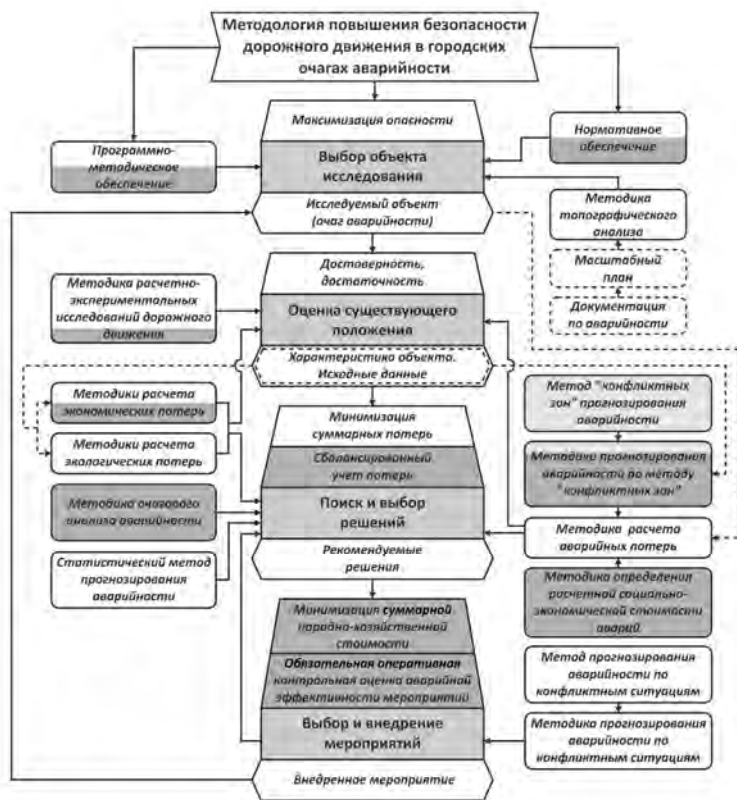 Методология повышения безопасности
дорожного движения в городских
очагах аварийности
Максимизация опасности
Программно-
методическое
обеспечение
Выбор объекта
исследования
Нормативное
обеспечение
Исследуемый объект
(очаг аварийности)
Методика
топографического
анализа
Масштабный
план
Документация
по аварийности
Методика расчетно-
экспериментальных
исследований дорожного
движения
Достоверность,
достаточность
Оценка существующего
положения
Характеристика объекта.
Исходные данные
Методики расчета
экономических потерь
Методики расчета
экологических потерь
Методика очагового
анализа аварийности
Статистический метод
прогнозирования
аварийности
Минимизация
суммарных потерь
Сбалансированный
учет потерь
Поиск и выбор
решений
Рекомендуемые
решения
Метод "конфликтных
зон" прогнозирования
аварийности
Методики прогнозирования
аварийности по методу
"конфликтных зон"
Методика расчета
аварийных потерь
Методика определения
расчетной социально-
экономической стоимости
аварий
Минимизация суммарной
народно-хозяйственной
стоимости
Обязательная оперативная
контрольная оценка аварийной
эффективности мероприятий
Выбор и внедрение
мероприятий
Внедренное мероприятие
Метод прогнозирования
аварийности по
конфликтным ситуациям
Методика прогнозирования
аварийности по
конфликтным ситуациям